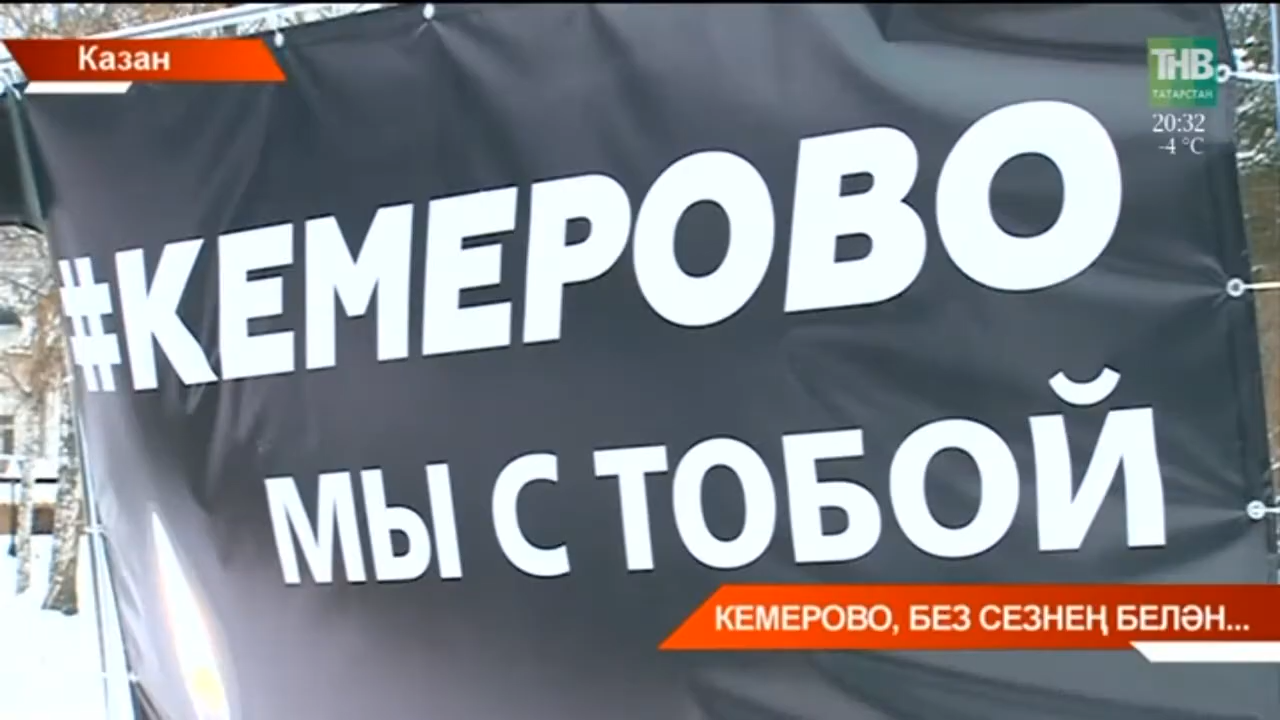 Казан
ТНВ
ТАТАРСТАН
20:32
-4 °C
#КЕМЕРОВО
МЫ С ТОБОЙ
КЕМЕРОВО, БЕЗ СЕЗНЕҢ БЕЛӘН...